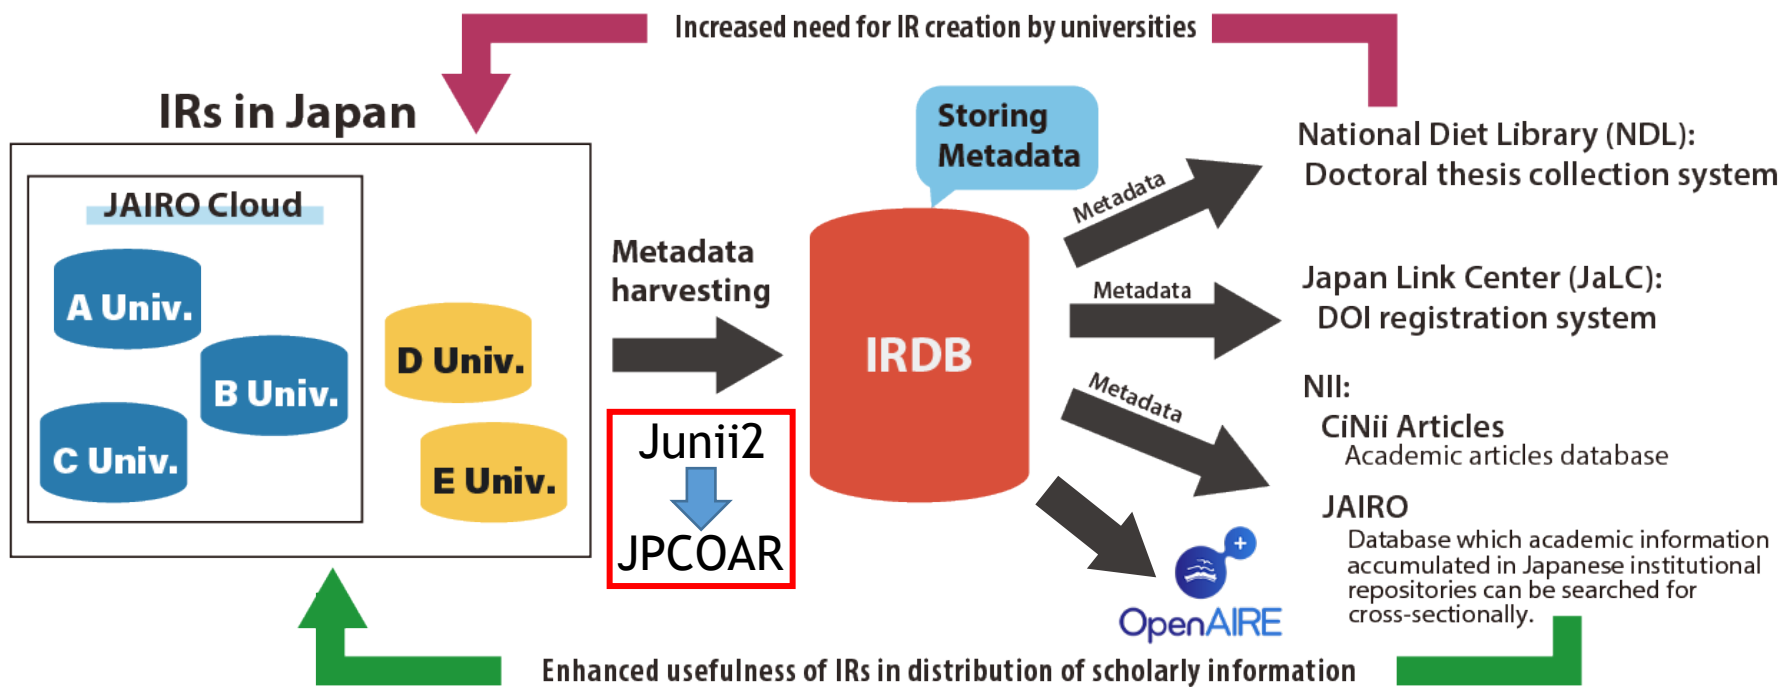 Increased need for IR creation by universities
IRs in Japan
JAIRO Cloud
A Univ.
B Univ.
C Univ.
D Univ.
E Univ.
Metadata
harvesting
Junii2
JPCOAR
Storing
Metadata
IRDB
Metadata
Metadata
Metadata
National Diet Library (NDL):
Doctoral thesis collection system
Japan Link Center (JaLC):
DOI registration system
NII:
CiNii Articles
Academic articles database
JAIRO
Database which academic information
accumulated in Japanese institutional
repositories can be searched for
cross-sectionally.
OpenAIRE
Enhanced usefulness of IRs in distribution of scholarly information